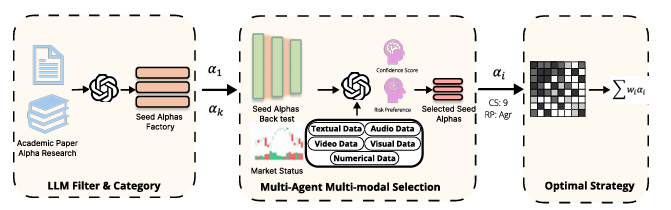 Academic Paper
Alpha Research
Seed Alphas
Factory
LLM Filter & Category
α1
αk
Seed Alphas
Back test
Market Status
Confidence Score
Risk Preference
Selected Seed
Alphas
Textual Data
Audio Data
Video Data
Visual Data
Numerical Data
Multi-Agent Multi-modal Selection
αi
CS: 9
RP: Agr
∑ wiαi
Optimal Strategy